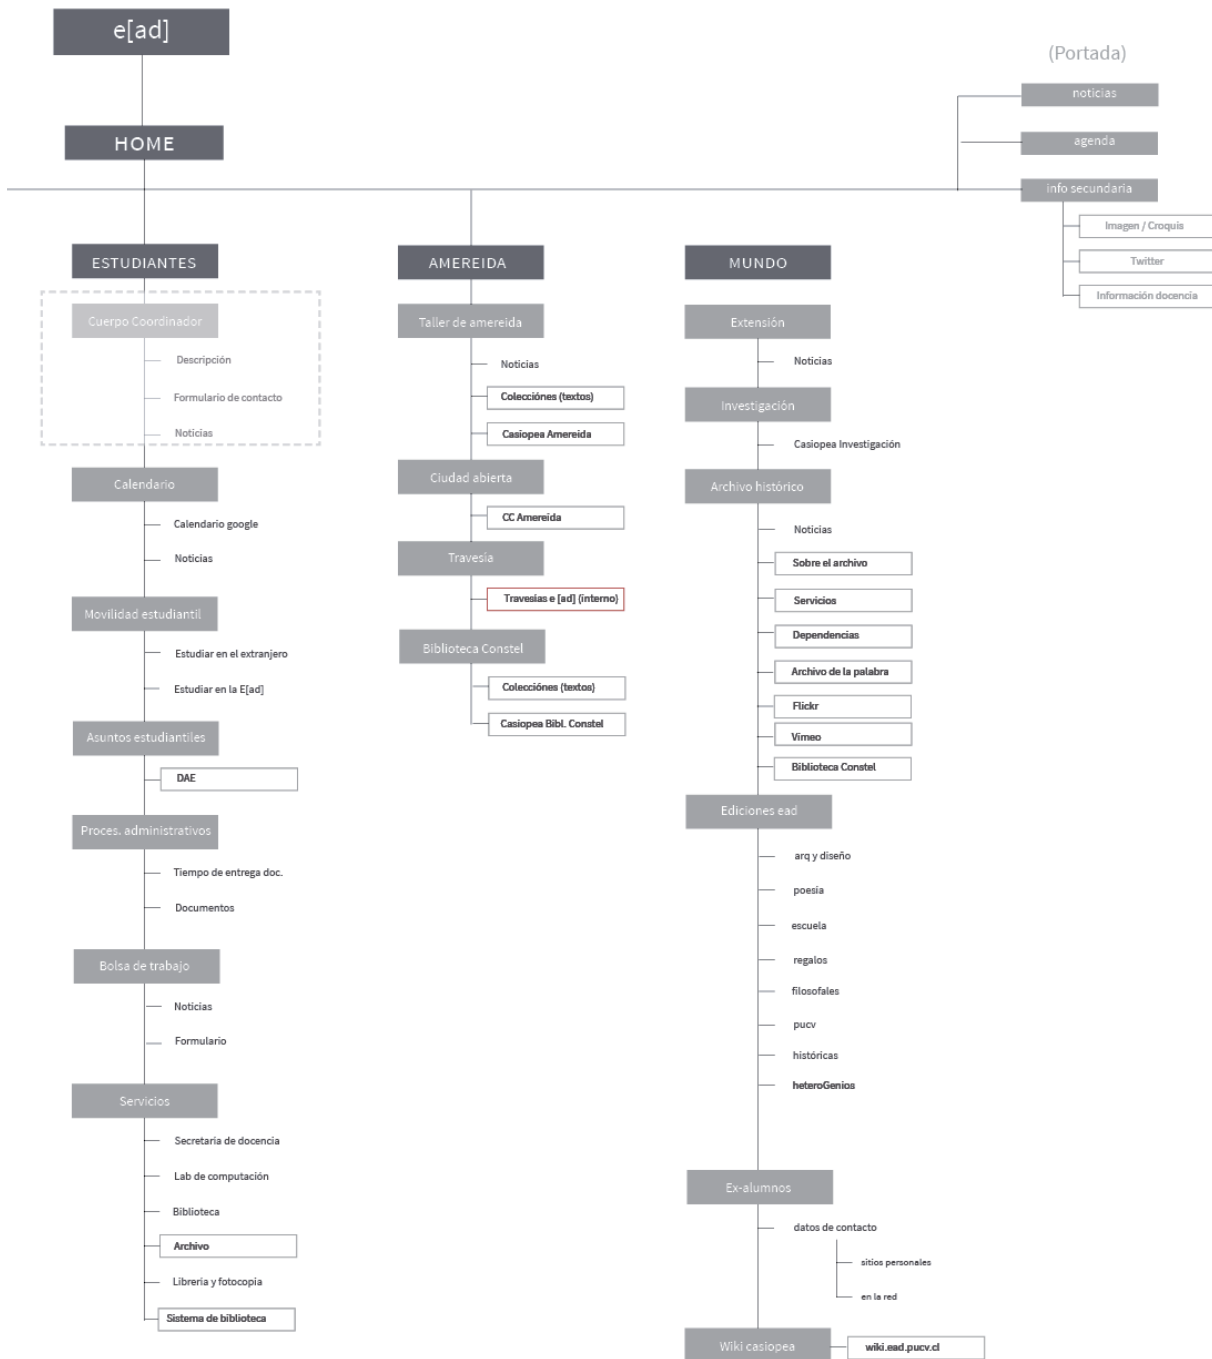 e[ad]
HOME
(Portada)
noticias
agenda
info secundaria
Imagen / Croquis
Twitter
Información docencia
ESTUDIANTES
Cuerpo Coordinador
Descripción
Formulario de contacto
Noticias
Calendario
Calendario google
Noticias
Movilidad estudiantil
Estudiar en el extranjero
Estudiar en la E[ad]
Asuntos estudiantiles
DAE
Proces. administrativos
Tiempo de entrega doc.
Documentos
Bolsa de trabajo
Noticias
Formulario
Servicios
Secretaria de docencia
Lab de computación
Biblioteca
Archivo
Libreria y fotocopia
Sistema de biblioteca
AMEREIDA
Taller de amereida
Noticias
Colecciónes (textos)
Casiopea Amereida
Ciudad abierta
CC Amereida
Travesía
Travesias e [ad] (interno)
Biblioteca Constel
Colecciónes (textos)
Casiopea Bibl. Constel
MUNDO
Extensión
Noticias
Investigación
Casiopea Investigación
Archivo histórico
Noticias
Sobre el archivo
Servicios
Dependencias
Archivo de la palabra
Flickr
Vimeo
Biblioteca Constel
Ediciones ead
arq y diseño
poesía
escuela
regalos
filosofales
pucv
históricas
heteroGenios
Ex-alumnos
datos de contacto
sitios personales
en la red
Wiki casiopea
wiki.ead.pucv.cl